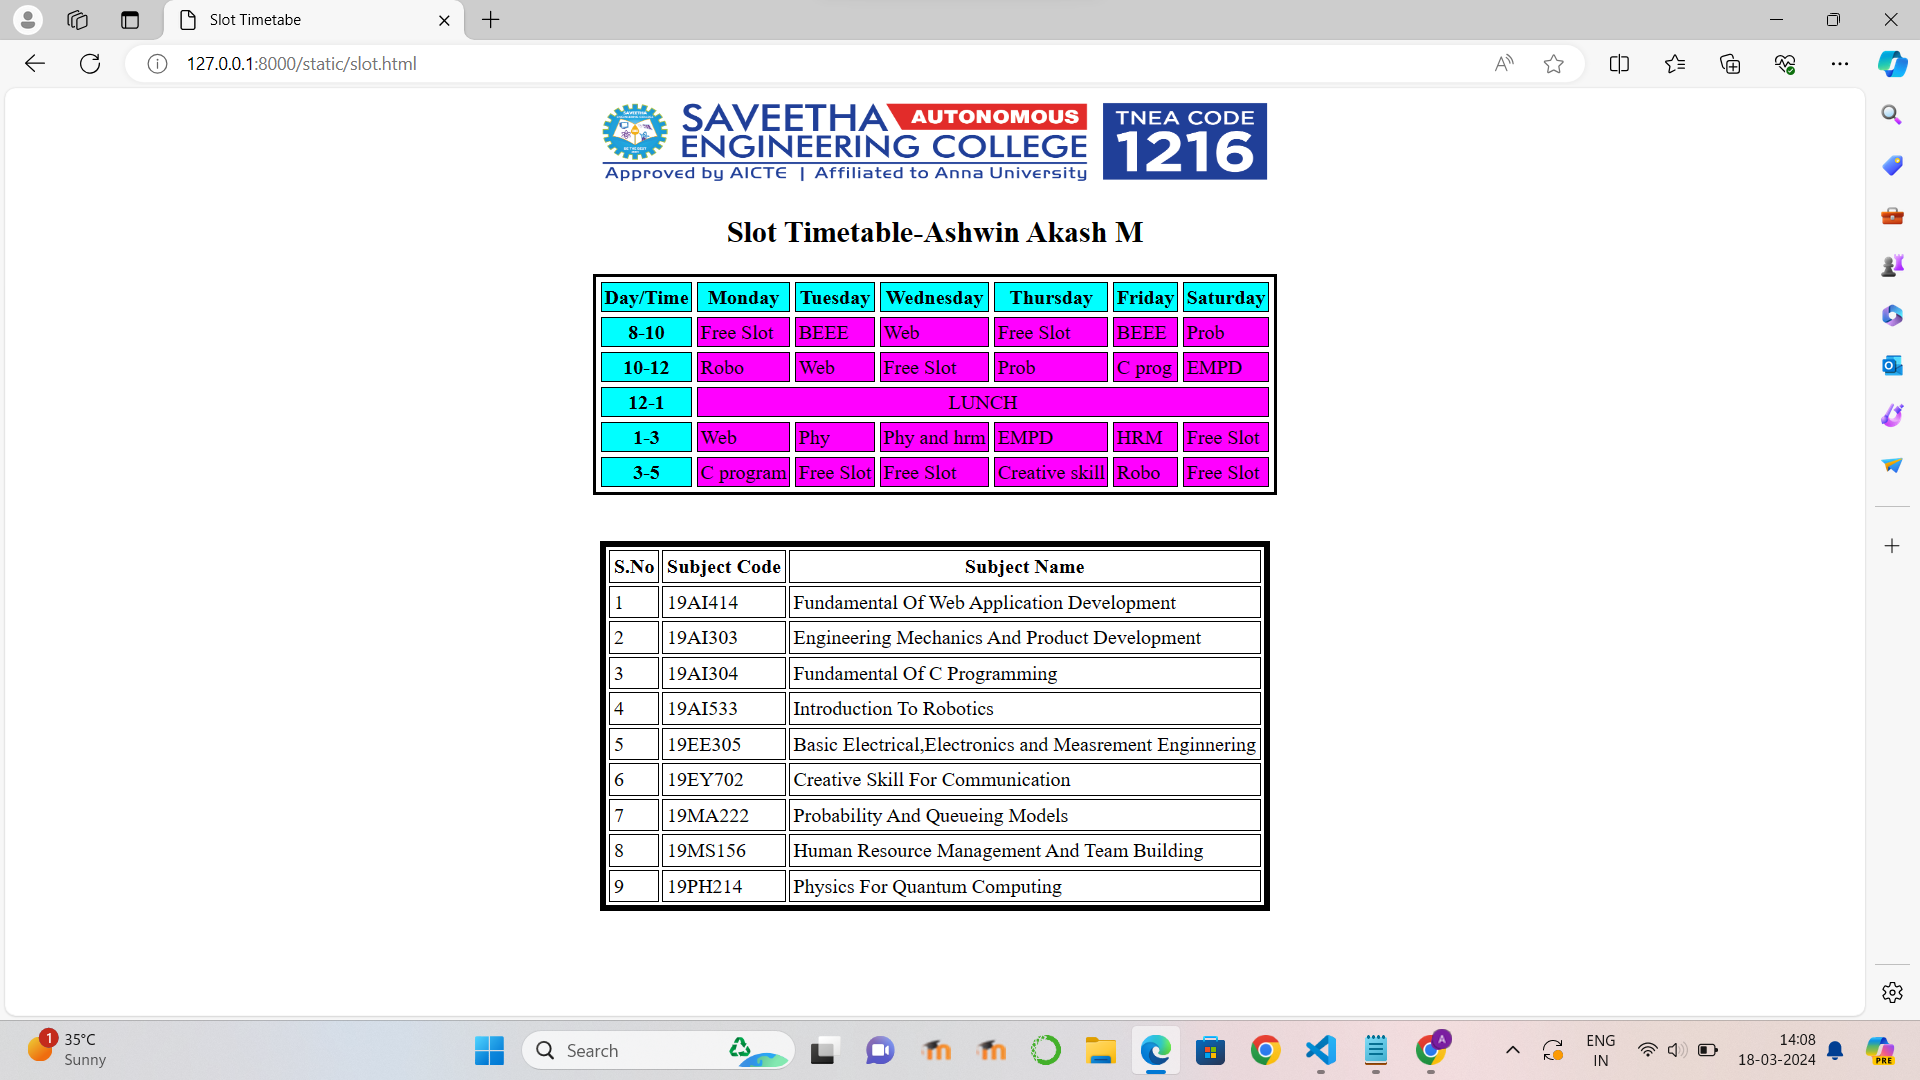 Slot Timetabe
127.0.0.1:8000/static/slot.html
SAVEETHA AUTONOMOUS
ENGINEERING COLLEGE
Approved by AICTE | Affiliated to Anna University
TNEA CODE
1216
Slot Timetable-Ashwin Akash M
Day/Time Monday Tuesday Wednesday Thursday Friday Saturday
8-10 Free Slot BEEE Web Free Slot BEEE Prob
10-12 Robo Web Free Slot Prob C prog EMPD
12-1 LUNCH
1-3 Web Phy Phy and hrm EMPD HRM Free Slot
3-5 C program Free Slot Free Slot Creative skill Robo Free Slot
S.No Subject Code Subject Name
1 19AI414 Fundamental Of Web Application Development
2 19AI303 Engineering Mechanics And Product Development
3 19AI304 Fundamental Of C Programming
4 19AI533 Introduction To Robotics
5 19EE305 Basic Electrical,Electronics and Measrement Enginnering
6 19EY702 Creative Skill For Communication
7 19MA222 Probability And Queueing Models
8 19MS156 Human Resource Management And Team Building
9 19PH214 Physics For Quantum Computing
1
35°C
Sunny
Search
A
ENG
IN
14:08
18-03-2024
PRE